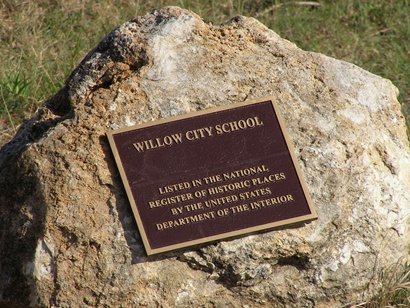 WILLOW CITY SCHOOL
LISTED IN THE NATIONAL
REGISTER OF HISTORIC PLACES
BY THE UNITED STATES
DEPARTMENT OF THE INTERIOR